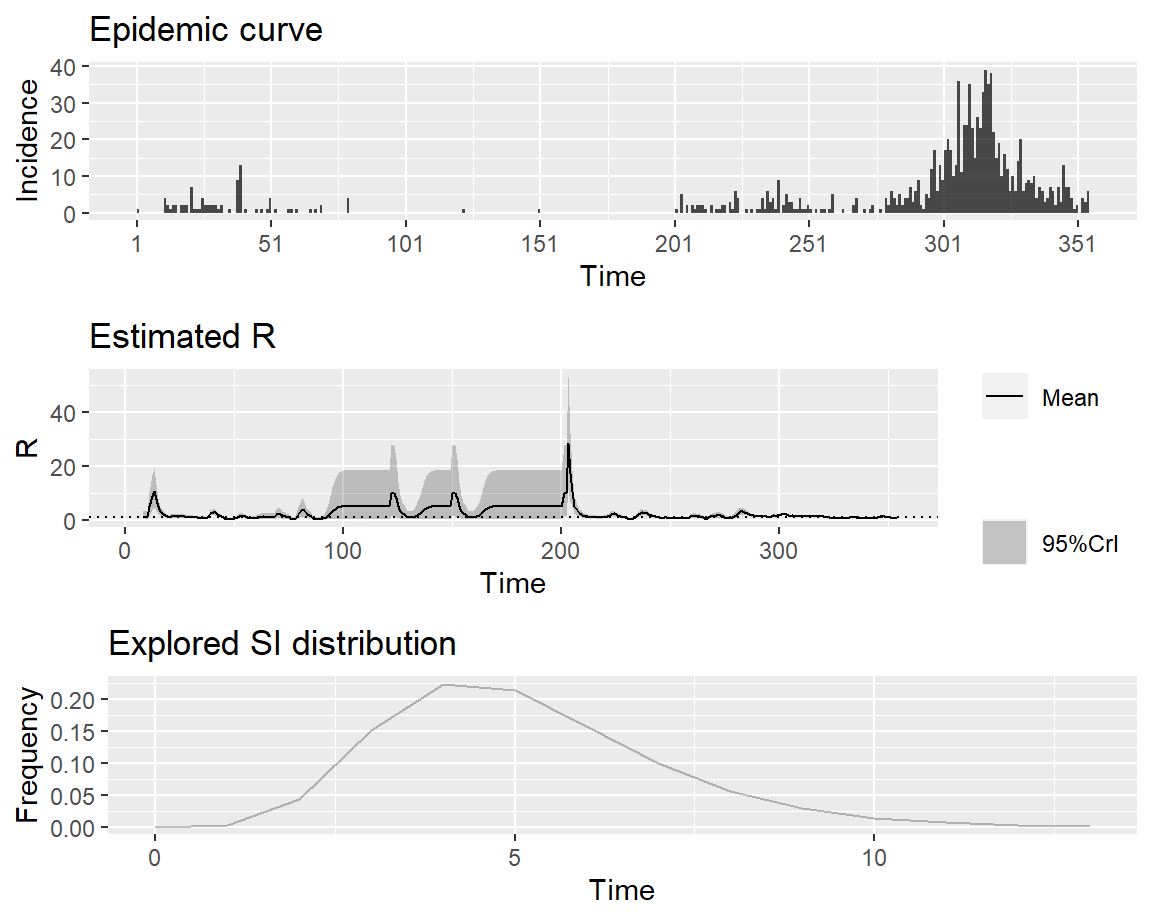 Epidemic curve
40
30
20
10
0
Incidence
1 51 101 151 201 251 301 351
Time
Estimated R
40
20
0
R
0 100 200 300
Time
Mean
95%CrI
Explored SI distribution
0.20
0.15
0.10
0.05
0.00
Frequency
0 5 10
Time